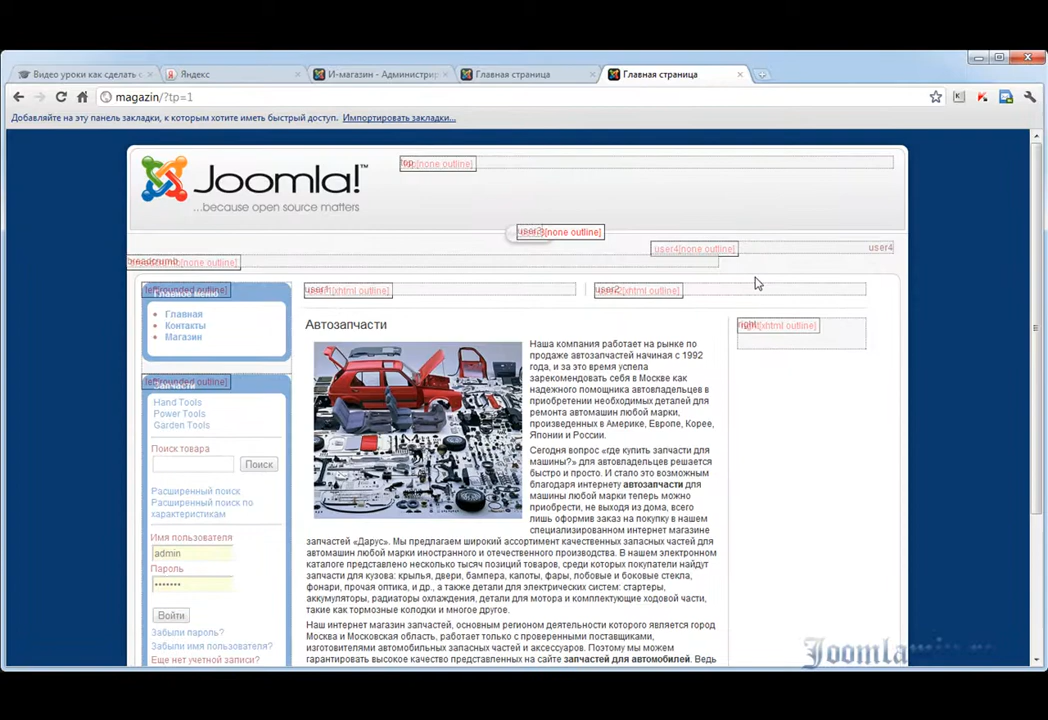 Видео уроки как сделать с
Яндекс
И-магазин - Администрир
Главная страница
Главная страница
magazin/?tp=1
Добавляйте на эту панель закладки, к которым хотите иметь быстрый доступ. Импортировать закладки...
Joomla!™
...because open source matters
top[none outline]
user3[none outline]
user4[none outline]
user4
breadcrumb[none outline]
left[rounded outline]
Главное меню
Главная
Контакты
Магазин
user1[xhtml outline]
user2[xhtml outline]
right[xhtml outline]
left[rounded outline]
Запчасти
Hand Tools
Power Tools
Garden Tools
Поиск товара
Поиск
Расширенный поиск
Расширенный поиск по
характеристикам
Имя пользователя
admin
Пароль
•••••••
Войти
Забыли пароль?
Забыли имя пользователя?
Еще нет учетной записи?
Автозапчасти
Наша компания работает на рынке по
продаже автозапчастей начиная с 1992
года, и за это время успела
зарекомендовать себя в Москве как
надежного помощника автовладельцев в
приобретении необходимых деталей для
ремонта автомашин любой марки,
произведенных в Америке, Европе, Корее,
Японии и России.
Сегодня вопрос «где купить запчасти для
машины?» для автовладельцев решается
быстро и просто. И стало это возможным
благодаря интернету автозапчасти для
машины любой марки теперь можно
приобрести, не выходя из дома, всего
лишь оформив заказ на покупку в нашем
специализированном интернет магазине
запчастей «Дарус». Мы предлагаем широкий ассортимент качественных запасных частей для
автомашин любой марки иностранного и отечественного производства. В нашем электронном
каталоге представлено несколько тысяч позиций товаров, среди которых покупатели найдут
запчасти для кузова: крылья, двери, бампера, капоты, фары, лобовые и боковые стекла,
фонари, прочая оптика, и др., а также детали для электрических систем: стартеры,
аккумуляторы, радиаторы охлаждения, детали для мотора и комплектующие ходовой части,
такие как тормозные колодки и многое другое.
Наш интернет магазин запчастей, основным регионом деятельности которого является город
Москва и Московская область, работает только с проверенными поставщиками,
изготовителями автомобильных запасных частей и аксессуаров. Поэтому мы можем
гарантировать высокое качество представленных на сайте запчастей для автомобилей. Ведь